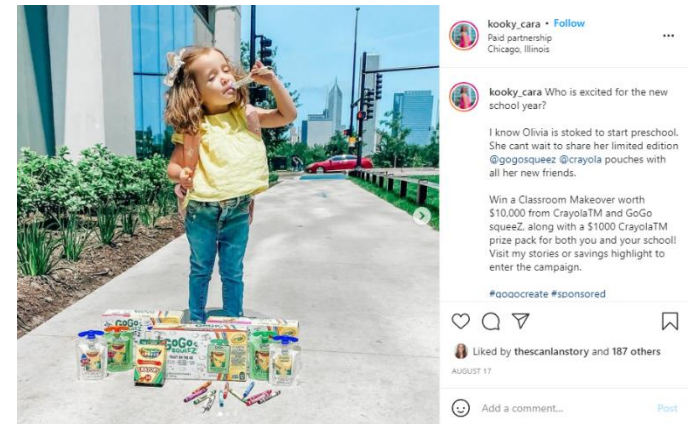 kooky_cara • Follow
Paid partnership
Chicago, Illinois
kooky_cara Who is excited for the new
school year?
I know Olivia is stoked to start preschool.
She cant wait to share her limited edition
@gogosqueez @crayola pouches with
all her new friends.
Win a Classroom Makeover worth
$10,000 from CrayolaTM and GoGo
squeeZ, along with a $1000 CrayolaTM
prize pack for both you and your school!
Visit my stories or savings highlight to
enter the campaign.
#gogocreate #sponsored
Liked by thescanlanstory and 187 others
AUGUST 17
Add a comment...
Post
GOGO
GOGO
SQUEEZ